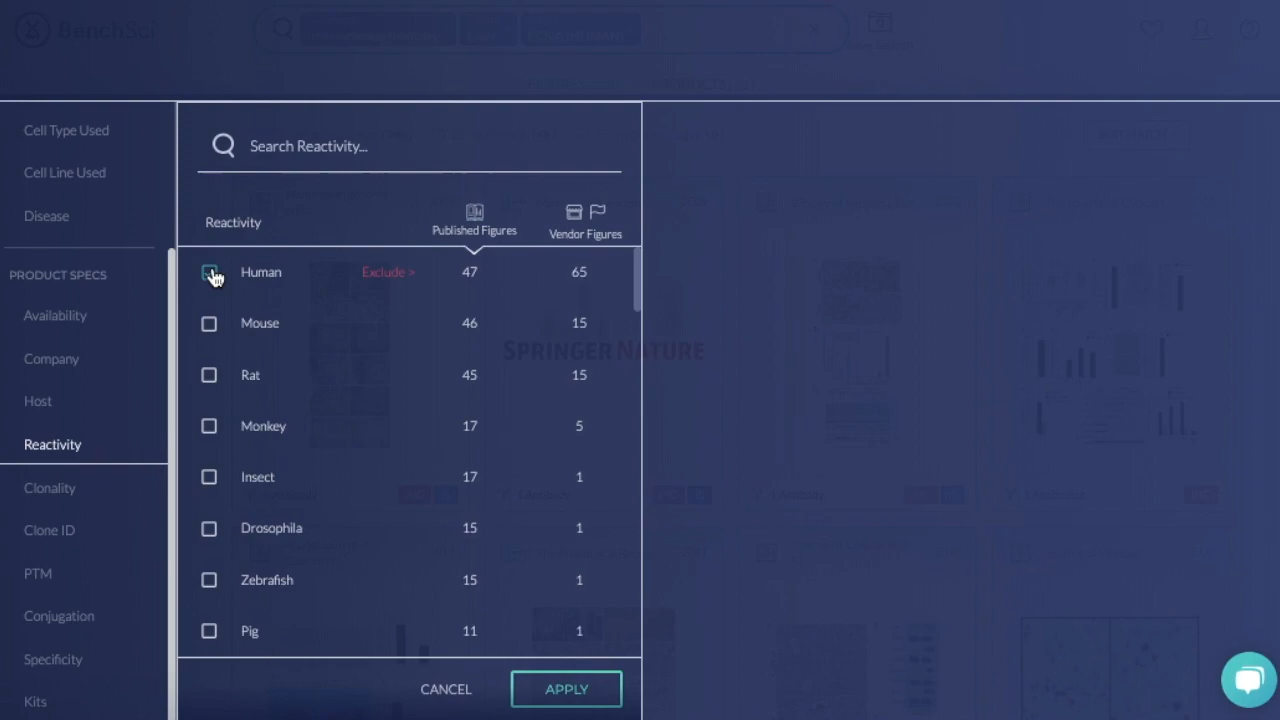 BenchSci
Cell Type Used
Cell Line Used
Disease
PRODUCT SPECS
Availability
Company
Host
Reactivity
Clonality
Clone ID
PTM
Conjugation
Specificity
Kits
Search Reactivity...
Reactivity Published Figures Vendor Figures
Human Exclude > 47 65
Mouse 46 15
Rat 45 15
Monkey 17 5
Insect 17 1
Drosophila 15 1
Zebrafish 15 1
Pig 11 1
CANCEL APPLY
SPRINGER NATURE